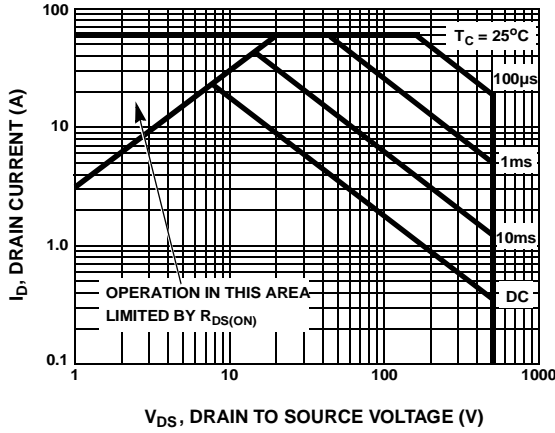 100
T_C = 25°C
100µs
10
1ms
1.0
10ms
OPERATION IN THIS AREA
LIMITED BY R_DS(ON)
DC
0.1
1
10
100
1000
I_D, DRAIN CURRENT (A)
V_DS, DRAIN TO SOURCE VOLTAGE (V)